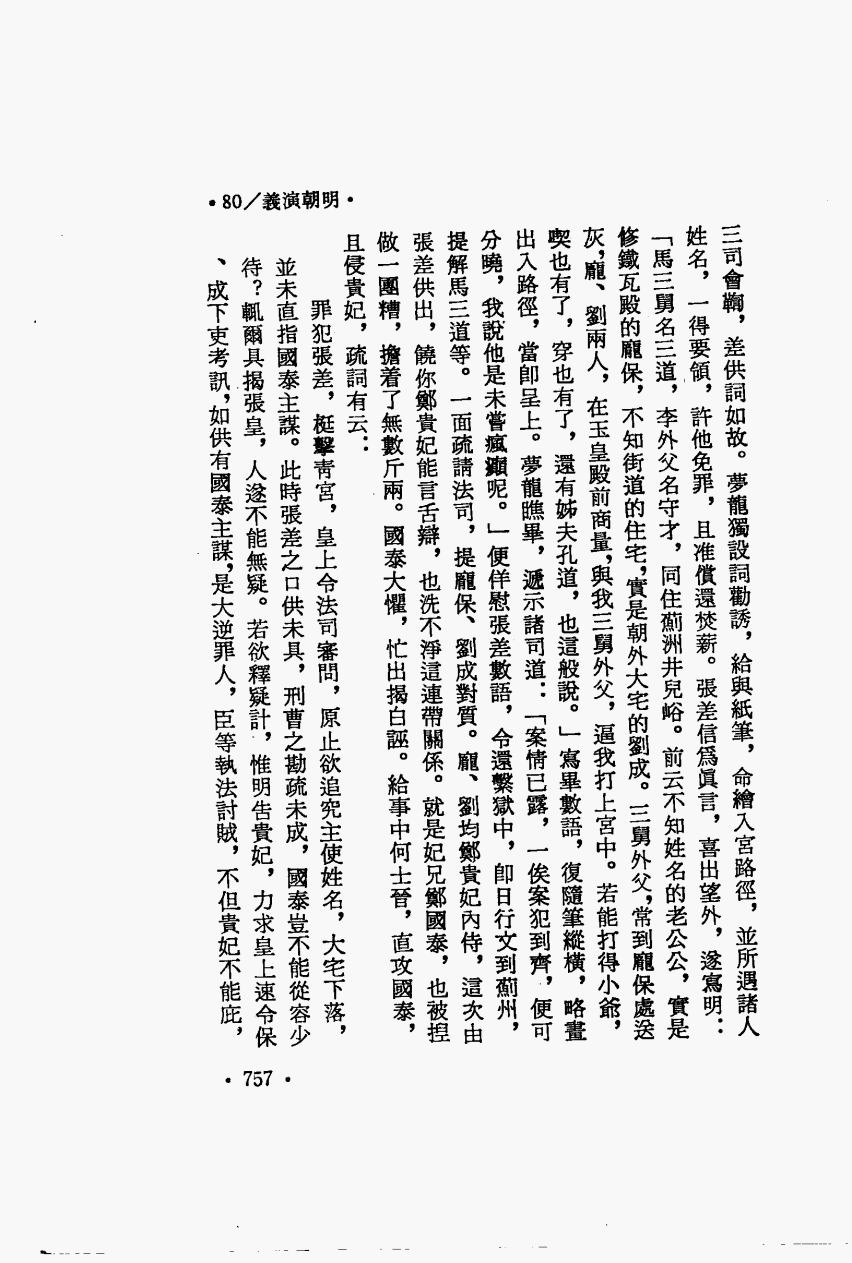 ·80／義演朝明·
三司會鞫，差供詞如故。夢龍獨設詞勸誘，給與紙筆，命繪入宮路徑，並所遇諸人
姓名，一得要領，許他免罪，且准償還焚薪。張差信爲眞言，喜出望外，遂寫明：
「馬三舅名三道，李外父名守才，同住薊洲井兒峪。前云不知姓名的老公公，實是
修鐵瓦殿的龐保，不知街道的住宅，實是朝外大宅的劉成。三舅外父，常到龐保處送
灰，龐、劉兩人，在玉皇殿前商量，與我三舅外父，逼我打上宮中。若能打得小爺，
喫也有了，穿也有了，還有姊夫孔道，也這般說。」寫畢數語，復隨筆縱橫，略畫
出入路徑，當卽呈上。夢龍瞧畢，遞示諸司道：「案情已露，一俟案犯到齊，便可
分曉，我說他是未嘗瘋癲呢。」便佯慰張差數語，令還繫獄中，卽日行文到薊州，
提解馬三道等。一面疏請法司，提龐保、劉成對質。龐、劉均鄭貴妃內侍，這次由
張差供出，饒你鄭貴妃能言舌辯，也洗不淨這連帶關係。就是妃兄鄭國泰，也被捏
做一團糟，擔着了無數斤兩。國泰大懼，忙出揭白誣。給事中何士晉，直攻國泰，
且侵貴妃，疏詞有云：
罪犯張差，梃擊靑宮，皇上令法司審問，原止欲追究主使姓名，大宅下落，
並未直指國泰主謀。此時張差之口供未具，刑曹之勘疏未成，國泰豈不能從容少
待？輒爾具揭張皇，人遂不能無疑。若欲釋疑計，惟明告貴妃，力求皇上速令保
、成下吏考訊，如供有國泰主謀，是大逆罪人，臣等執法討賊，不但貴妃不能庇，
·757·